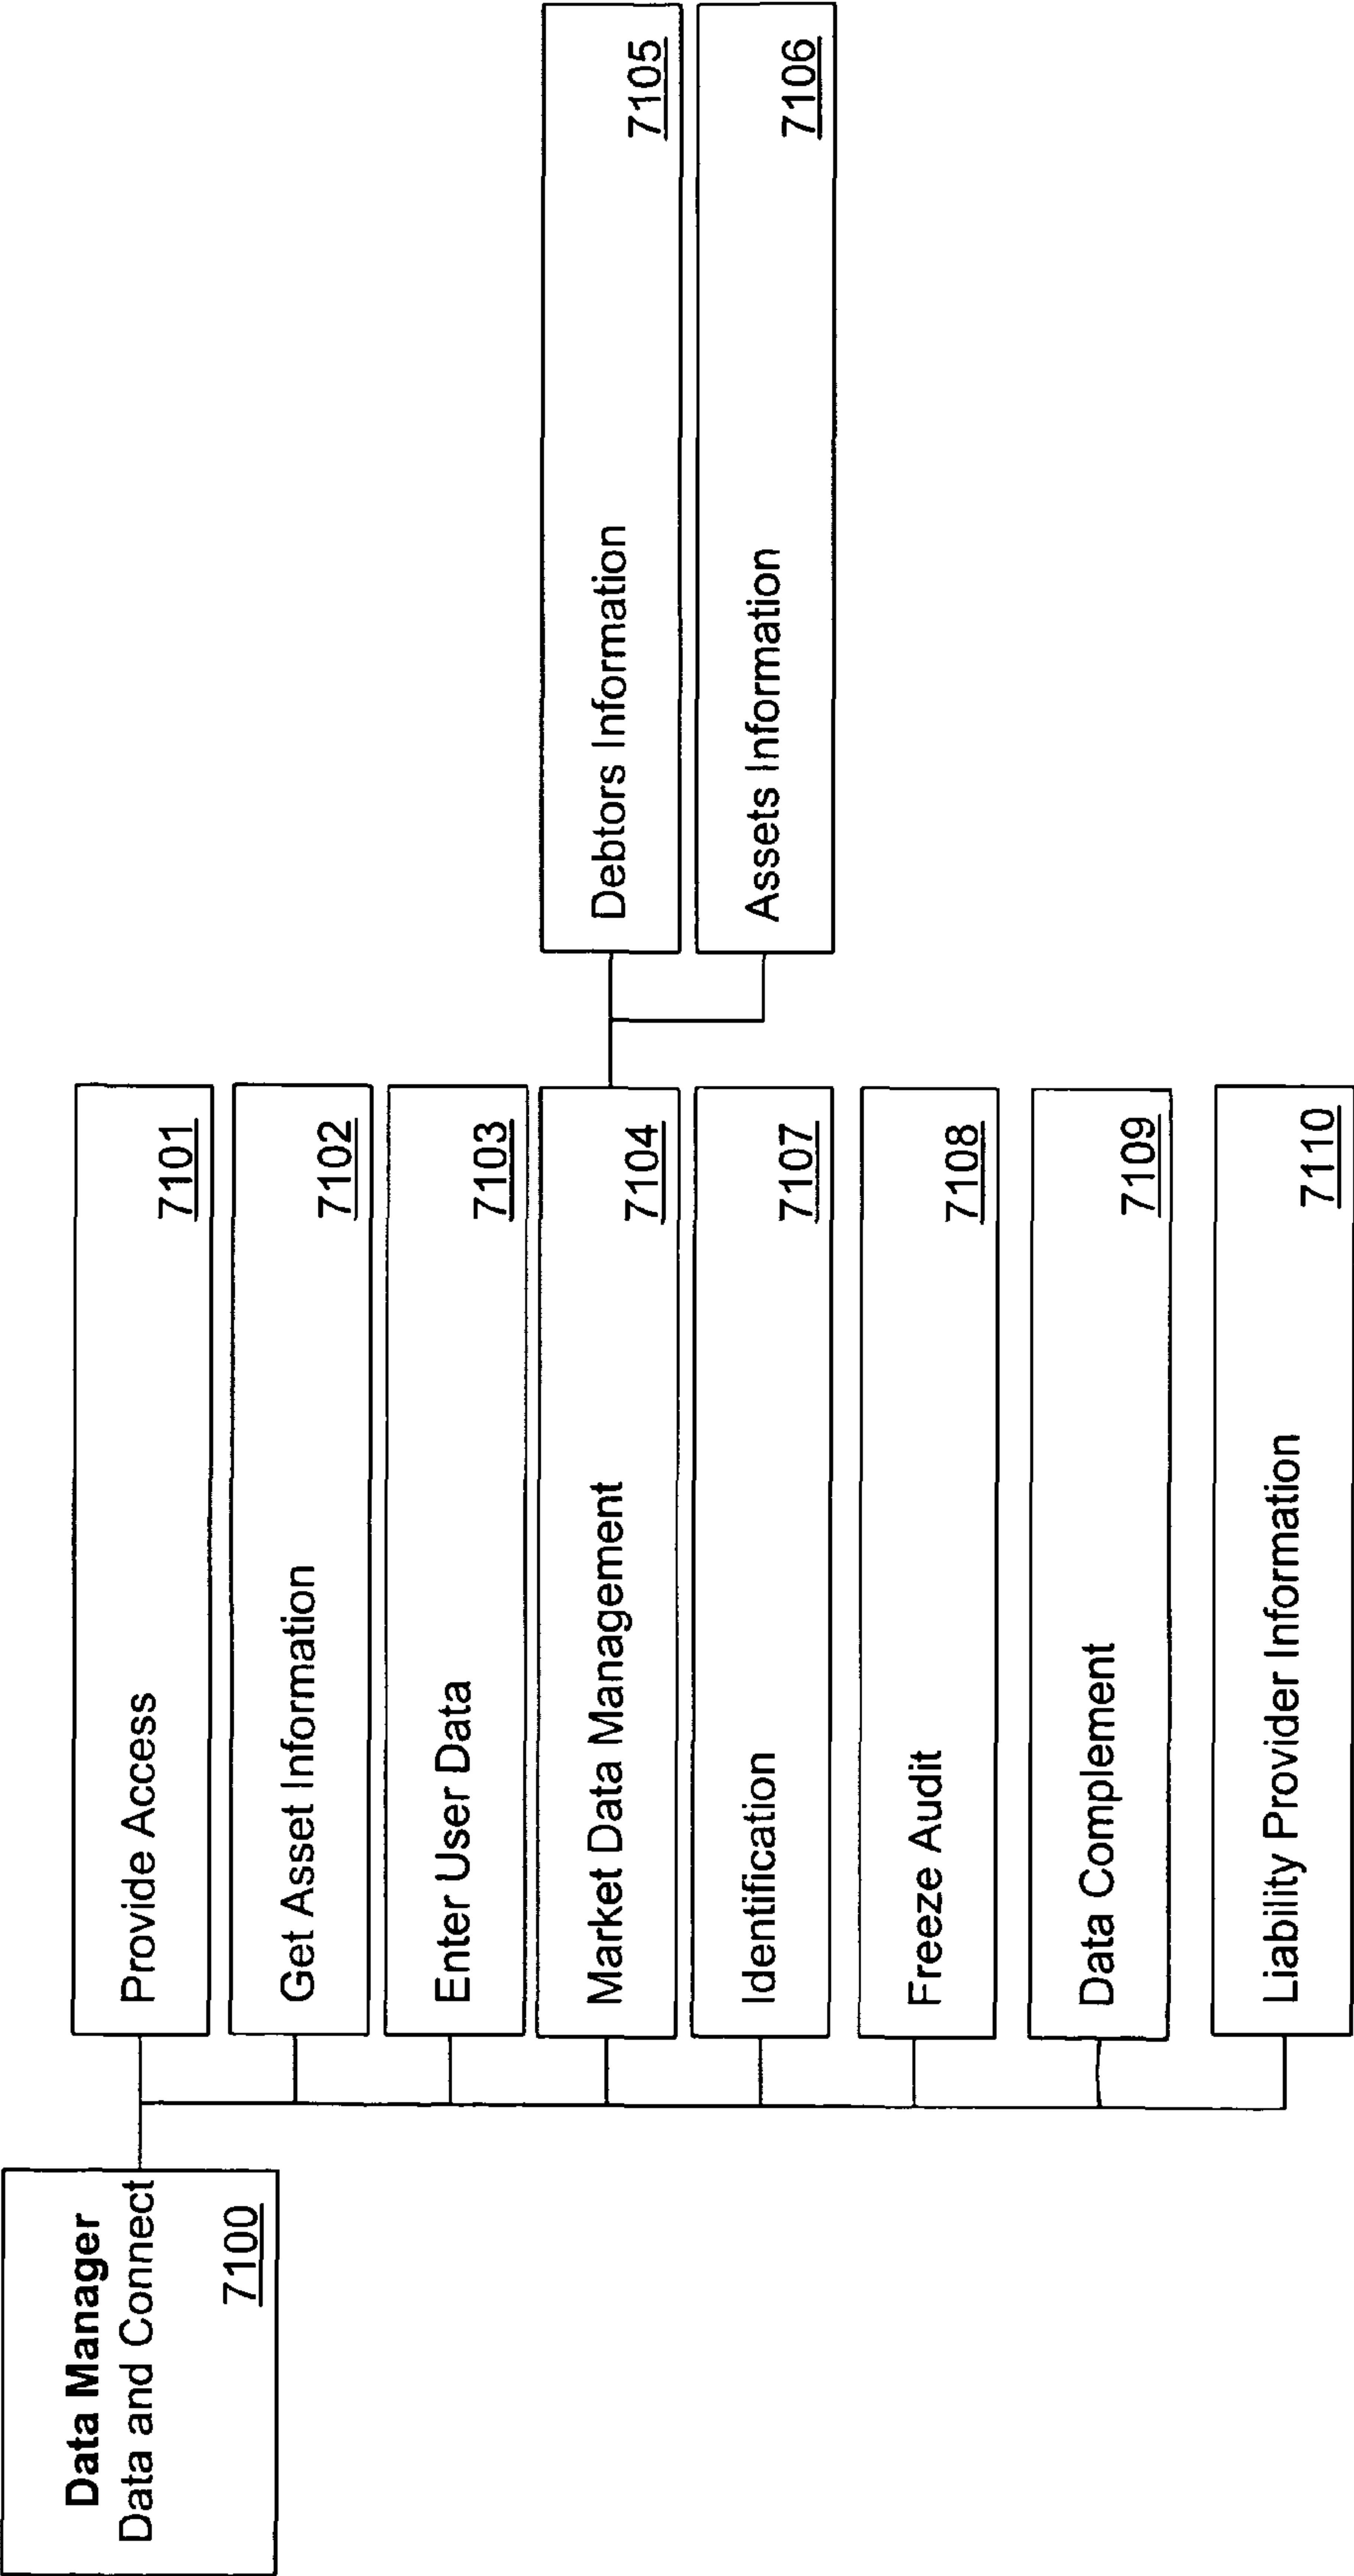 Data Manager
Data and Connect
7100
Provide Access
7101
Get Asset Information
7102
Enter User Data
7103
Market Data Management
7104
Debtors Information
7105
Assets Information
7106
Identification
7107
Freeze Audit
7108
Data Complement
7109
Liability Provider Information
7110